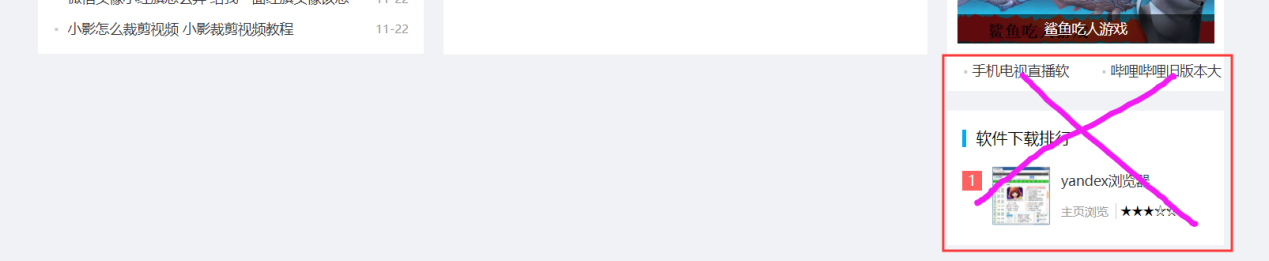 小影怎么裁剪视频 小影裁剪视频教程 11-22
鲨鱼吃人游戏
手机电视直播软 哔哩哔哩旧版本大
软件下载排行
1 yandex浏览器
主页浏览 ★★★☆☆